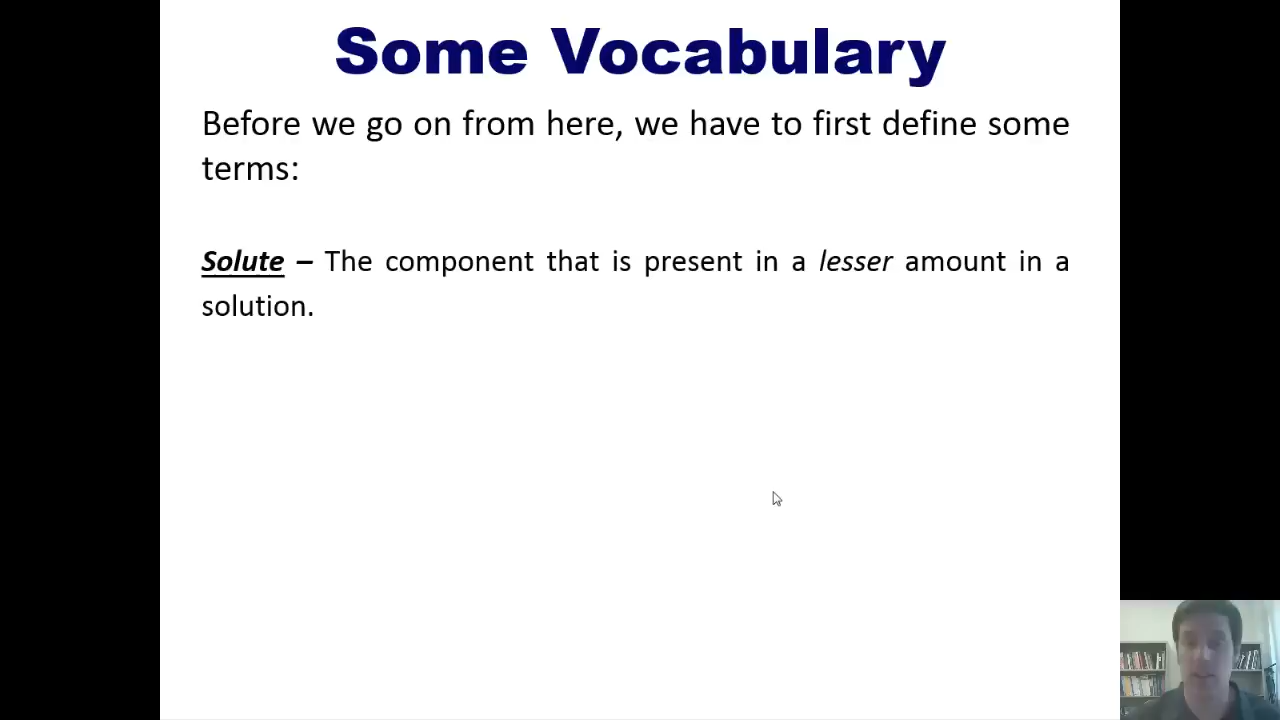 Some Vocabulary
Before we go on from here, we have to first define some
terms:
Solute – The component that is present in a lesser amount in a
solution.